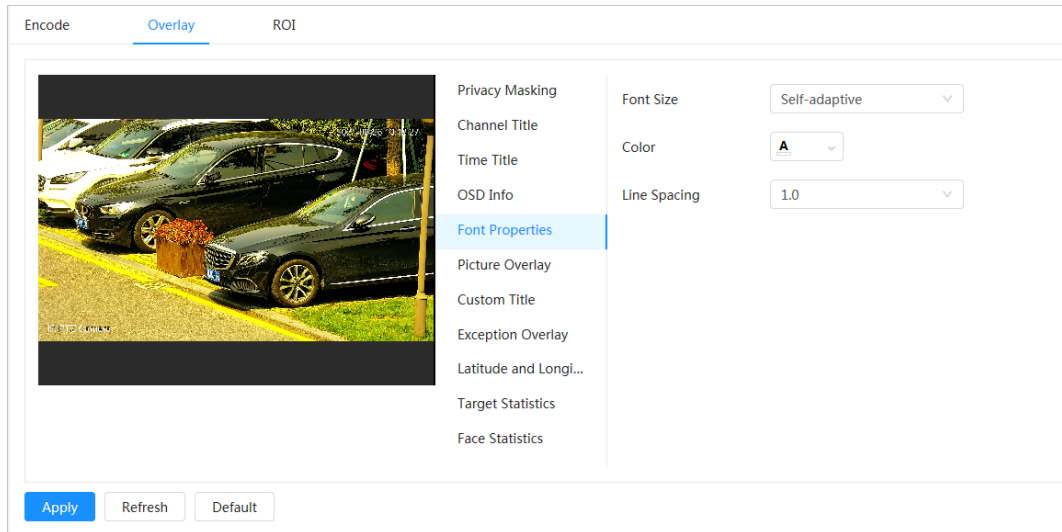 Encode Overlay ROI
Privacy Masking
Channel Title
Time Title
OSD Info
Font Properties
Picture Overlay
Custom Title
Exception Overlay
Latitude and Longi...
Target Statistics
Face Statistics
Font Size Self-adaptive
Color A
Line Spacing 1.0
Apply Refresh Default